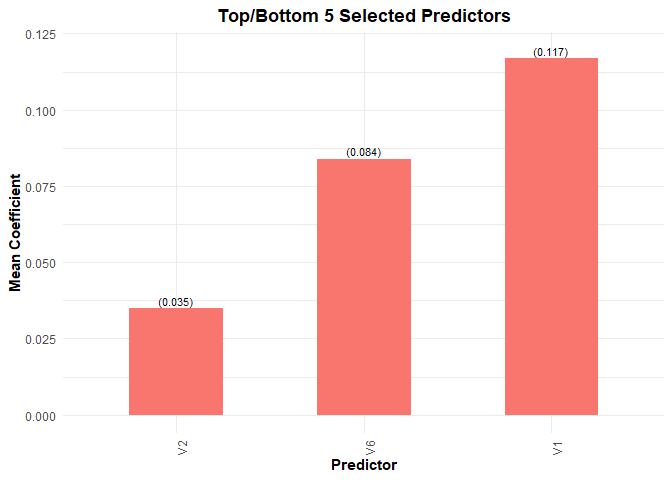 Top/Bottom 5 Selected Predictors
0.125
0.100
0.075
0.050
0.025
0.000
Mean Coefficient
(0.035)
(0.084)
(0.117)
V2
V6
V1
Predictor